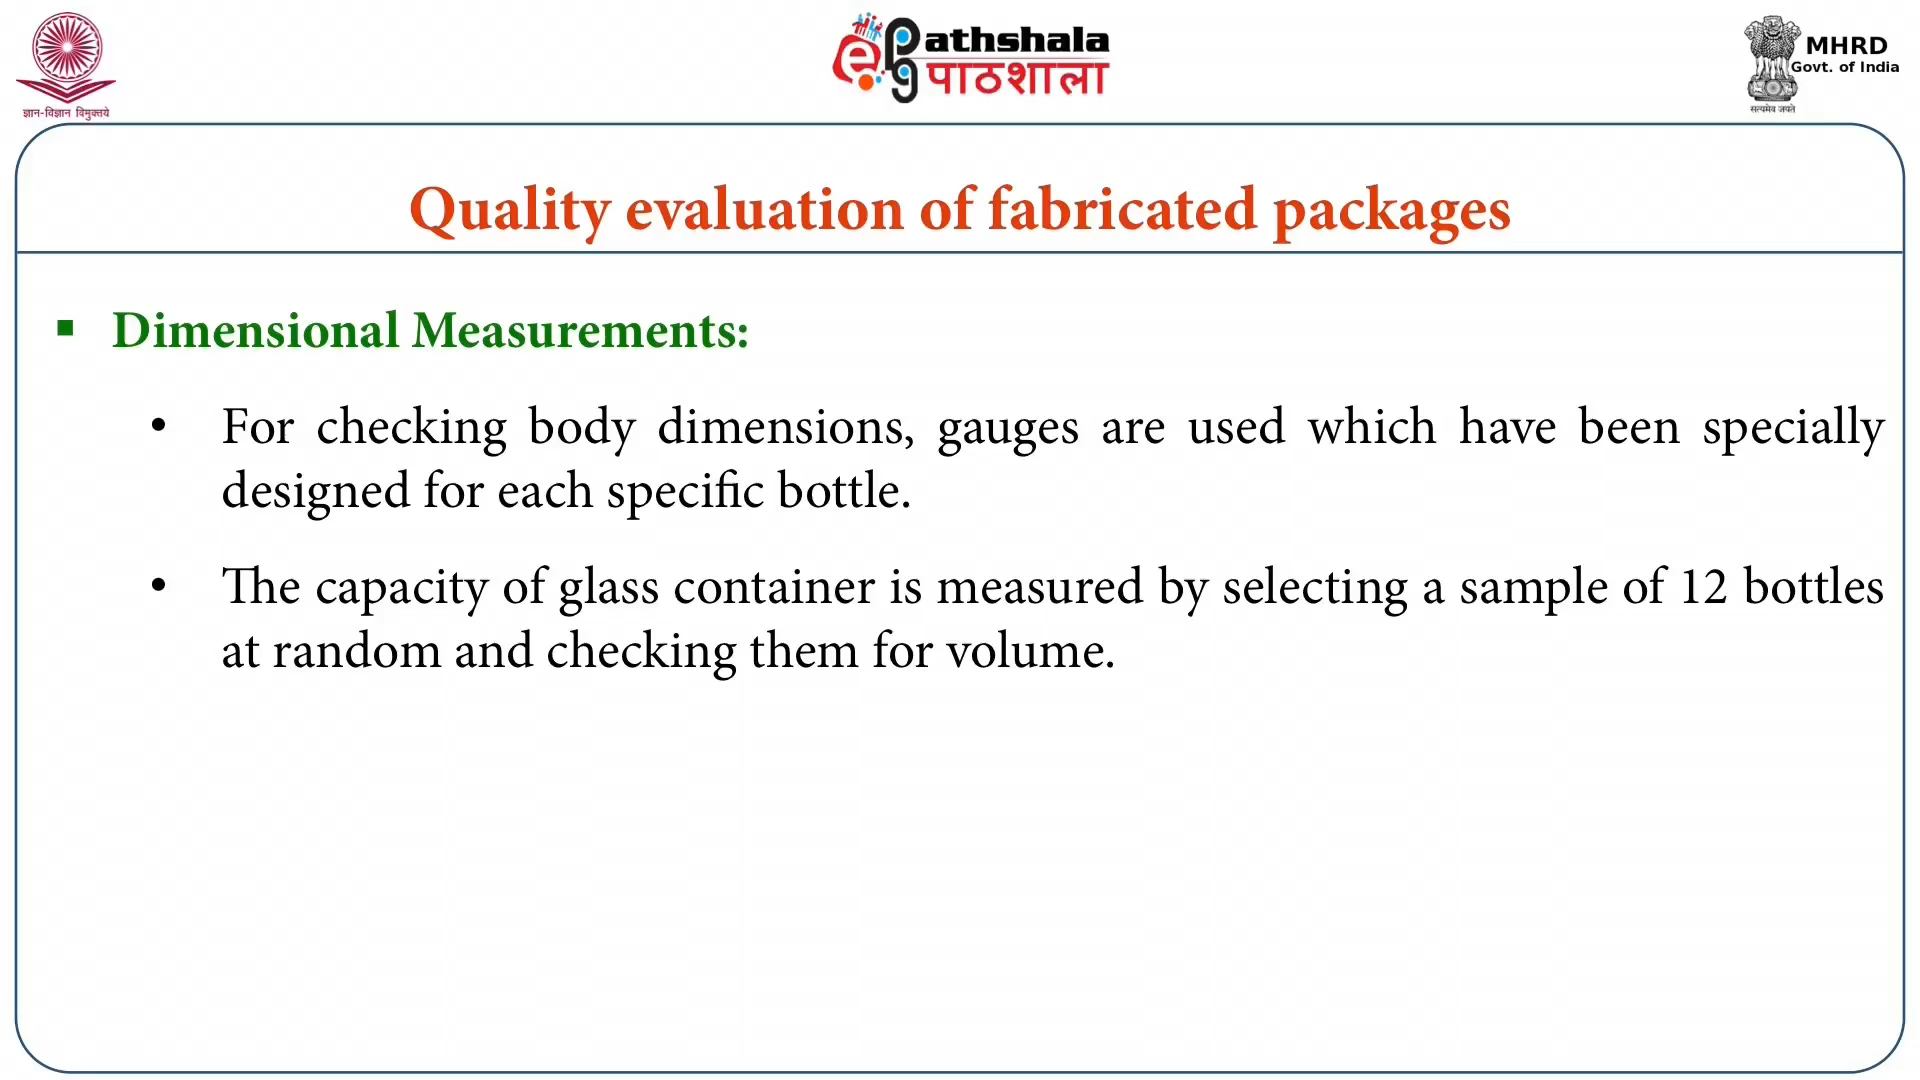 ज्ञान-विज्ञान विमुक्तये
e pg Pathshala
पाठशाला
MHRD
Govt. of India
सत्यमेव जयते
Quality evaluation of fabricated packages
▪ Dimensional Measurements:
• For checking body dimensions, gauges are used which have been specially
designed for each specific bottle.
• The capacity of glass container is measured by selecting a sample of 12 bottles
at random and checking them for volume.